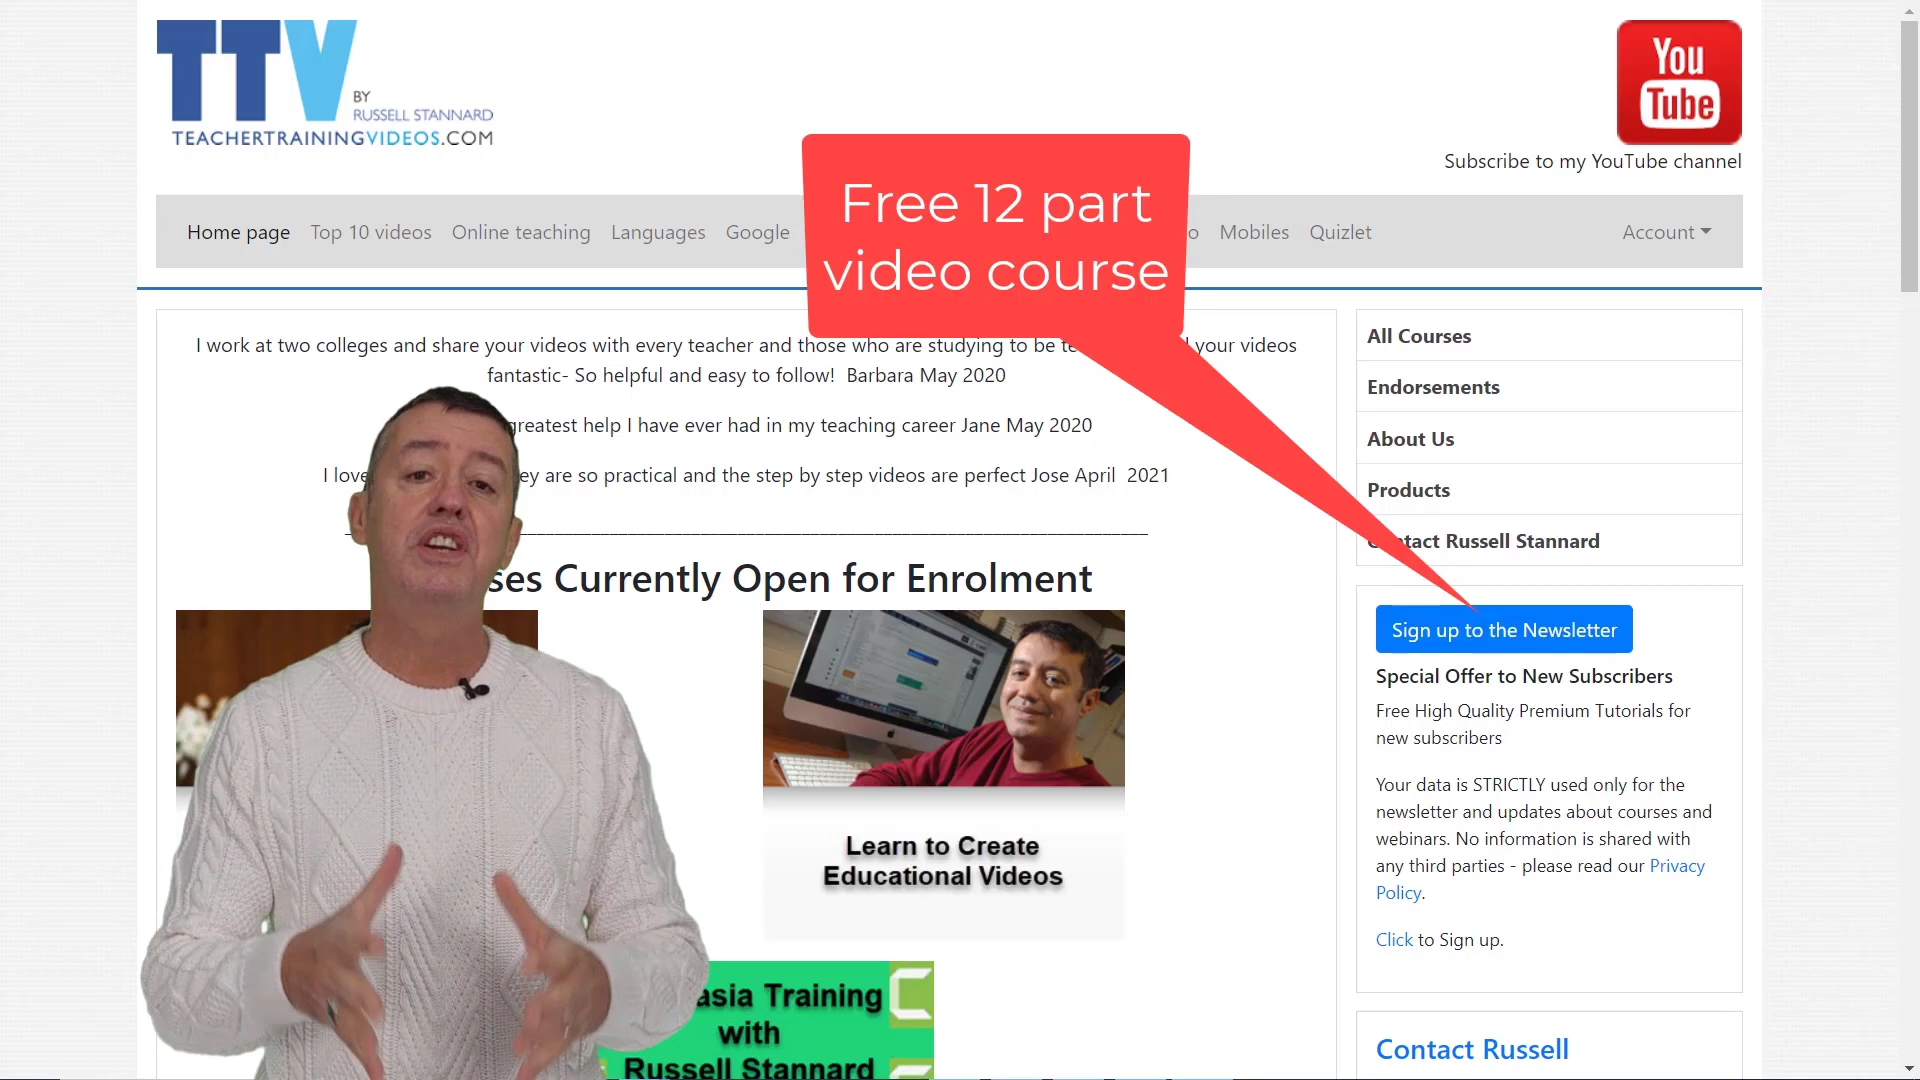 TTV
BY
RUSSELL STANNARD
TEACHERTRAININGVIDEOS.COM
You
Tube
Subscribe to my YouTube channel
Free 12 part
video course
Home page Top 10 videos Online teaching Languages Google Mobiles Quizlet Account
I work at two colleges and share your videos with every teacher and those who are studying to be your videos
fantastic- So helpful and easy to follow! Barbara May 2020
greatest help I have ever had in my teaching career Jane May 2020
I love are so practical and the step by step videos are perfect Jose April 2021
Currently Open for Enrolment
Learn to Create
Educational Videos
Training
with
Russell Stannard
All Courses
Endorsements
About Us
Products
Contact Russell Stannard
Sign up to the Newsletter
Special Offer to New Subscribers
Free High Quality Premium Tutorials for
new subscribers
Your data is STRICTLY used only for the
newsletter and updates about courses and
webinars. No information is shared with
any third parties - please read our Privacy
Policy.
Click to Sign up.
Contact Russell